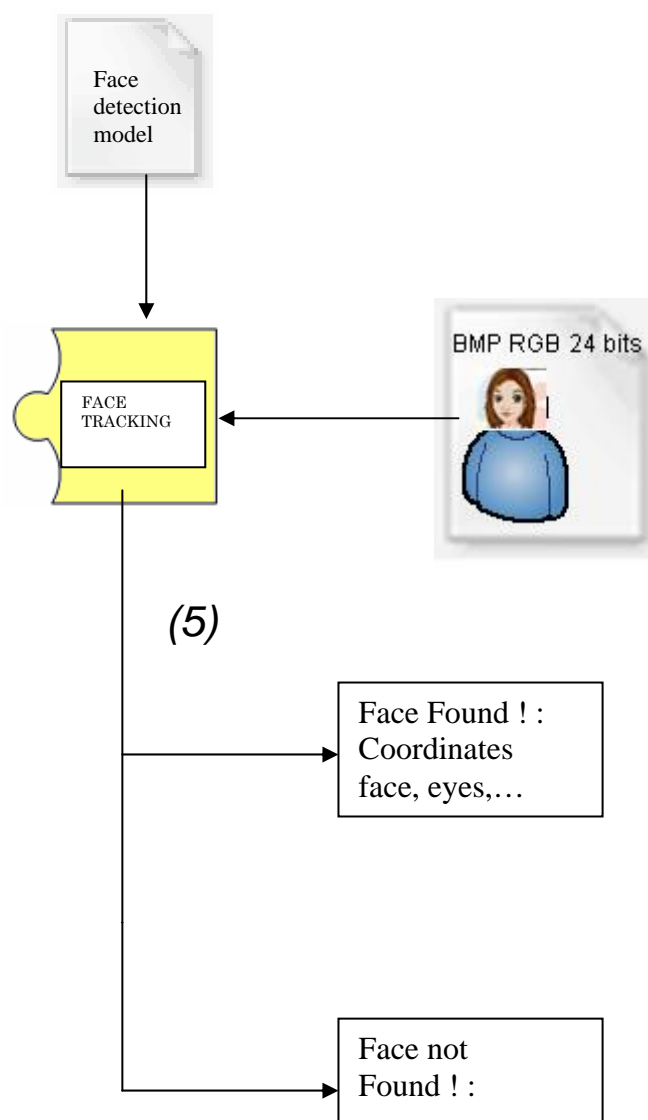 Face
detection
model
BMP RGB 24 bits
FACE
TRACKING
(5)
Face Found ! :
Coordinates
face, eyes,…
Face not
Found ! :